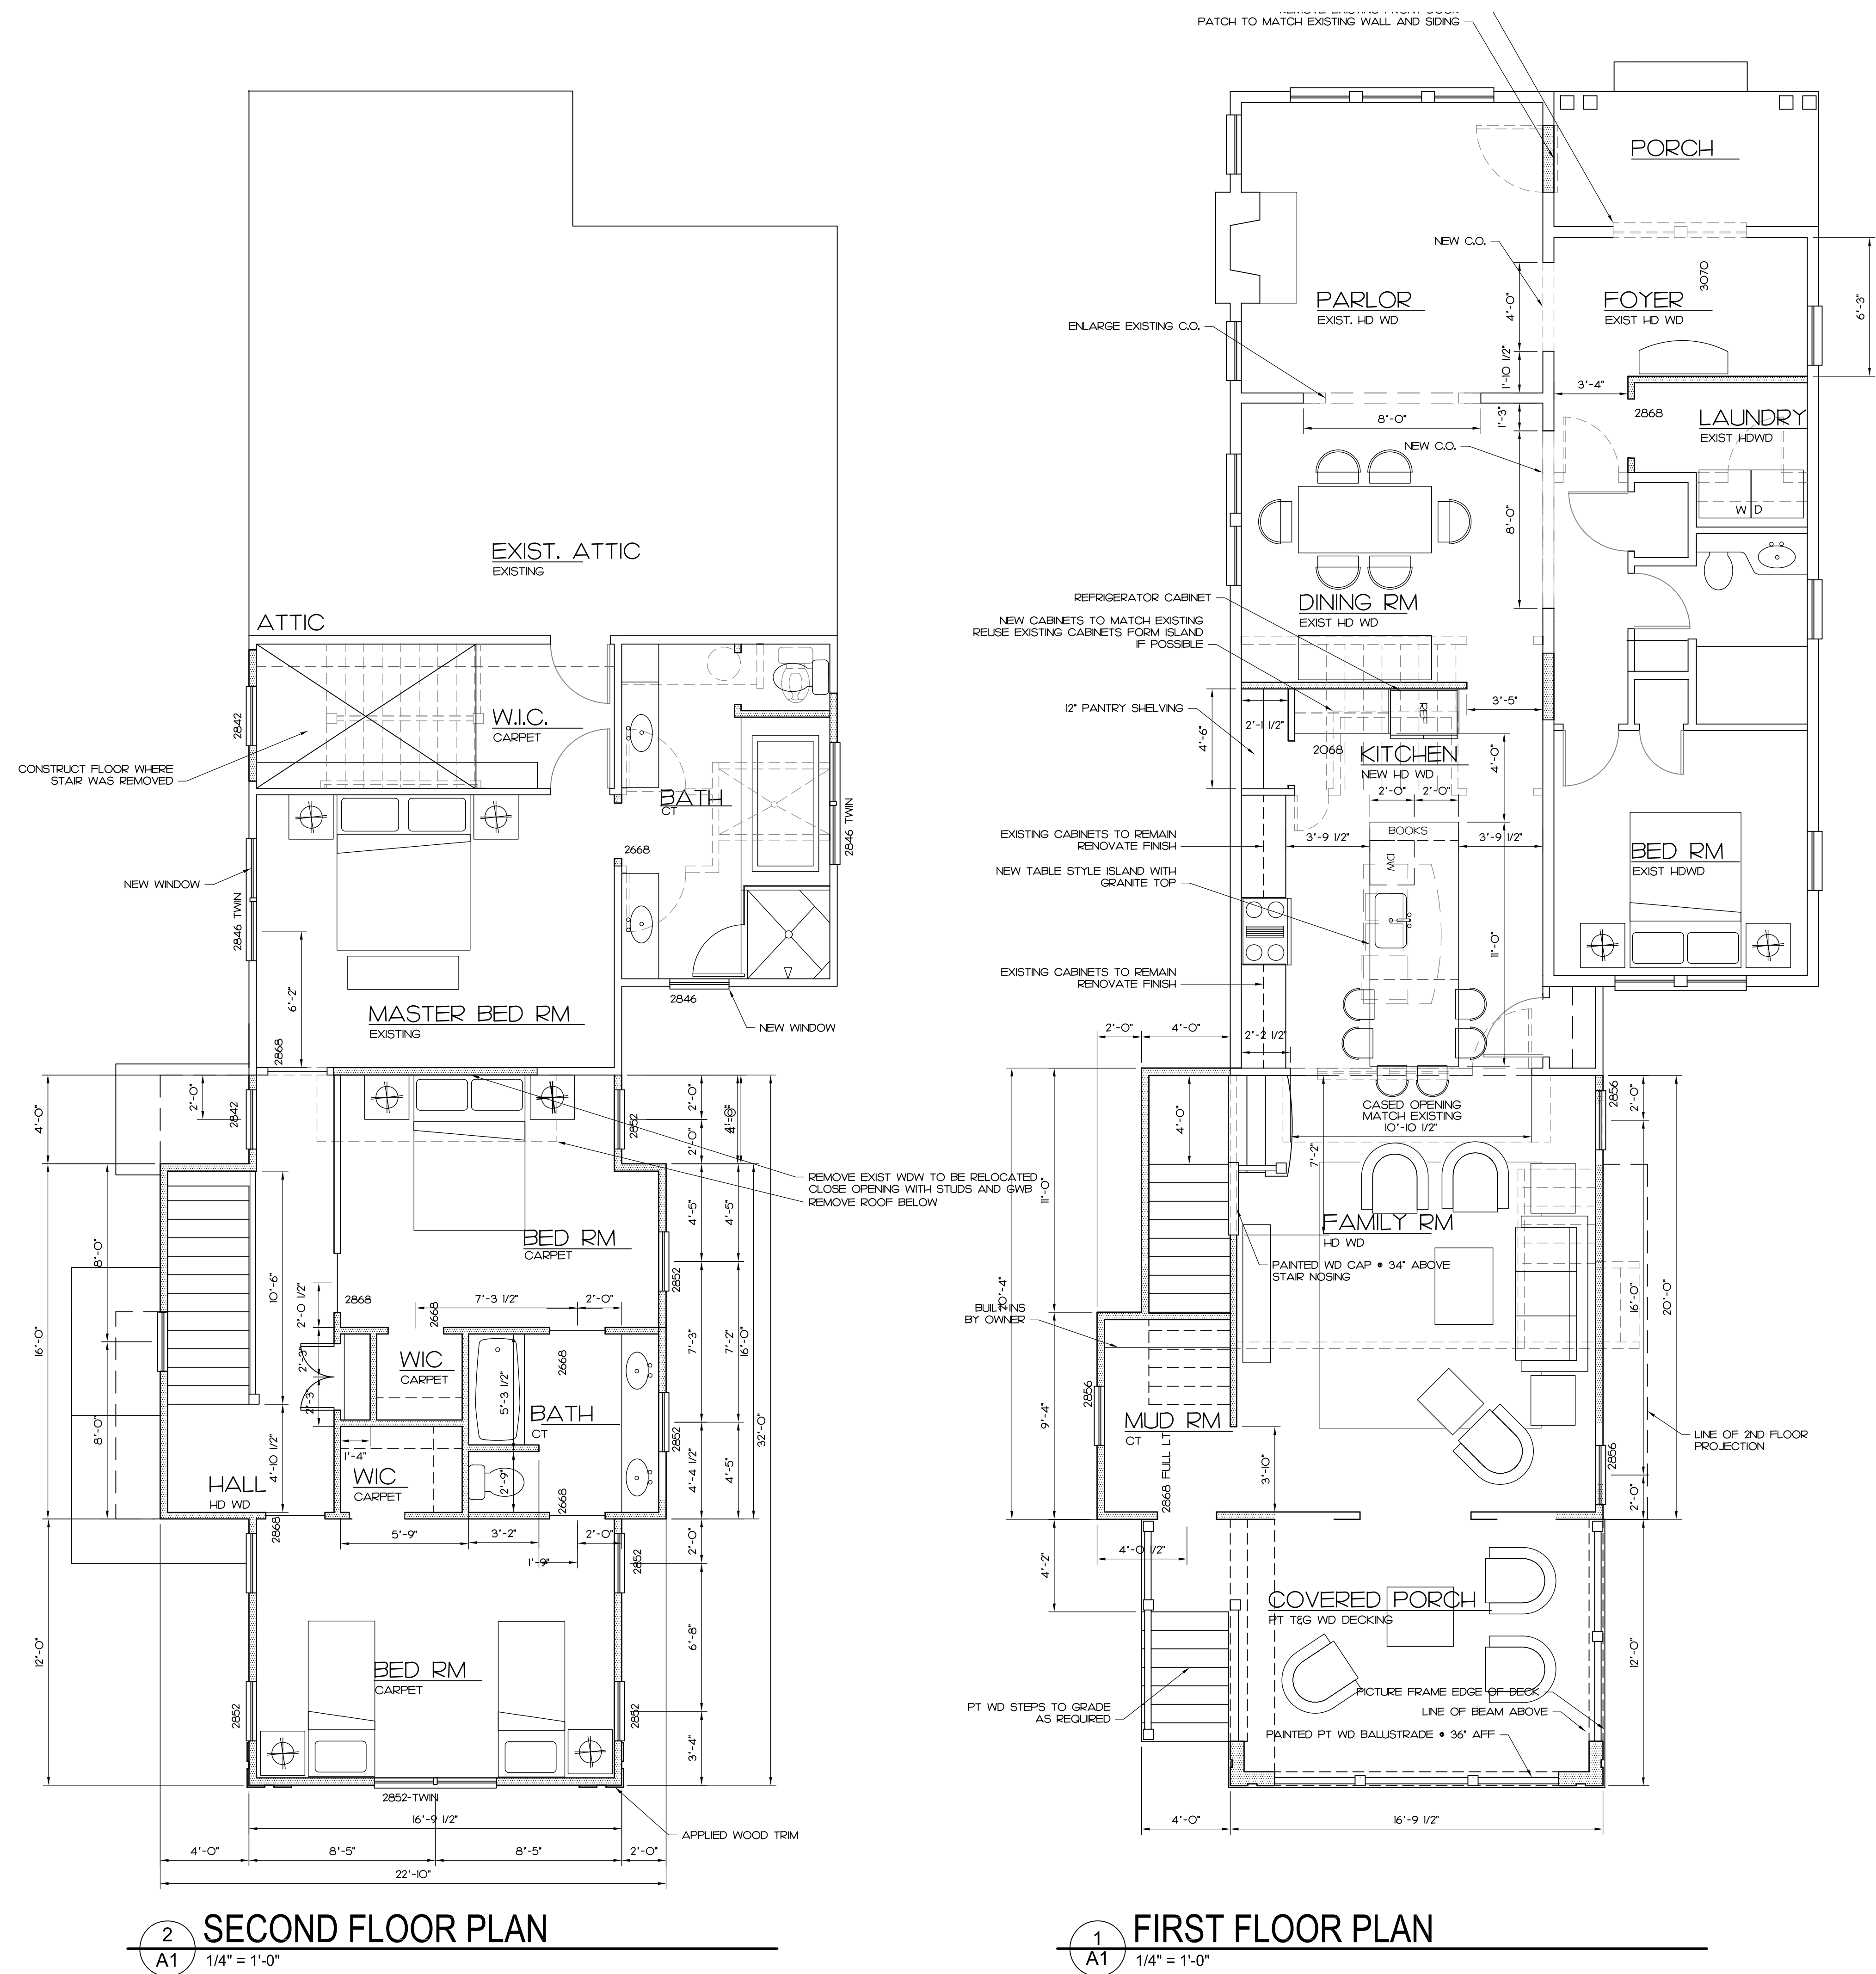 PATCH TO MATCH EXISTING WALL AND SIDING
EXIST. ATTIC
EXISTING
ATTIC
W.I.C.
CARPET
2842
CONSTRUCT FLOOR WHERE
STAIR WAS REMOVED
BATH
CT
2846 TWIN
2668
NEW WINDOW
2846 TWIN
6'-2"
2846
NEW WINDOW
MASTER BED RM
EXISTING
2868
4'-0"
2'-0"
2842
2'-0"
2852
2'-0"
4'-0"
REMOVE EXIST WDW TO BE RELOCATED
CLOSE OPENING WITH STUDS AND GWB
REMOVE ROOF BELOW
4'-5"
4'-5"
BED RM
CARPET
8'-0"
10'-6"
16'-0"
2'-0 1/2"
2868
7'-3 1/2"
2'-0"
2668
2852
7'-3"
7'-2"
16'-0"
2'-3"
2'-3"
WIC
CARPET
5'-3 1/2"
2668
BATH
CT
8'-0"
4'-10 1/2"
1'-4"
2852
32'-0"
HALL
HD WD
WIC
CARPET
2'-9"
4'-4 1/2"
4'-5"
2668
2868
5'-9"
3'-2"
2'-0"
1'-9"
2'-0"
2852
12'-0"
6'-8"
BED RM
CARPET
2852
2852
3'-4"
2852-TWIN
16'-9 1/2"
APPLIED WOOD TRIM
4'-0"
8'-5"
8'-5"
2'-0"
22'-10"
2
A1
SECOND FLOOR PLAN
1/4" = 1'-0"
PORCH
NEW C.O.
3070
PARLOR
EXIST. HD WD
4'-0"
FOYER
EXIST HD WD
6'-3"
ENLARGE EXISTING C.O.
1'-10 1/2"
3'-4"
8'-0"
1'-3"
2868
LAUNDRY
EXIST HDWD
NEW C.O.
8'-0"
W D
REFRIGERATOR CABINET
DINING RM
EXIST HD WD
NEW CABINETS TO MATCH EXISTING
REUSE EXISTING CABINETS FORM ISLAND
IF POSSIBLE
12" PANTRY SHELVING
2'-1 1/2"
REF
3'-5"
4'-6"
2068
KITCHEN
NEW HD WD
4'-0"
2'-0"
2'-0"
EXISTING CABINETS TO REMAIN
RENOVATE FINISH
3'-9 1/2"
BOOKS
3'-9 1/2"
DW
NEW TABLE STYLE ISLAND WITH
GRANITE TOP
BED RM
EXIST HDWD
11'-0"
EXISTING CABINETS TO REMAIN
RENOVATE FINISH
2'-0"
4'-0"
2'-2 1/2"
CASED OPENING
MATCH EXISTING
10'-10 1/2"
4'-0"
7'-2"
2856
2'-0"
11'-0"
FAMILY RM
HD WD
PAINTED WD CAP @ 34" ABOVE
STAIR NOSING
20'-4"
BUILT-INS
BY OWNER
16'-0"
20'-0"
9'-4"
2856
MUD RM
CT
2868 FULL LT
3'-10"
LINE OF 2ND FLOOR
PROJECTION
2856
2'-0"
4'-2"
4'-0 1/2"
COVERED PORCH
PT T&G WD DECKING
12'-0"
PT WD STEPS TO GRADE
AS REQUIRED
PICTURE FRAME EDGE OF DECK
LINE OF BEAM ABOVE
PAINTED PT WD BALUSTRADE @ 36" AFF
4'-0"
16'-9 1/2"
1
A1
FIRST FLOOR PLAN
1/4" = 1'-0"